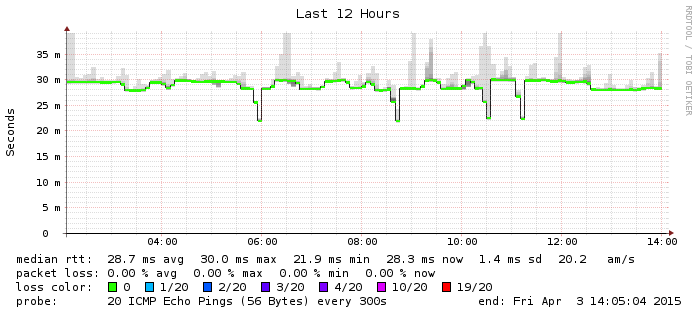 Last 12 Hours
RRDTOOL / TOBI OETIKER
Seconds
35 m
30 m
25 m
20 m
15 m
10 m
5 m
0
04:00 06:00 08:00 10:00 12:00 14:00
median rtt: 28.7 ms avg 30.0 ms max 21.9 ms min 28.3 ms now 1.4 ms sd 20.2 am/s
packet loss: 0.00 % avg 0.00 % max 0.00 % min 0.00 % now
loss color: 0 1/20 2/20 3/20 4/20 10/20 19/20
probe: 20 ICMP Echo Pings (56 Bytes) every 300s end: Fri Apr 3 14:05:04 2015